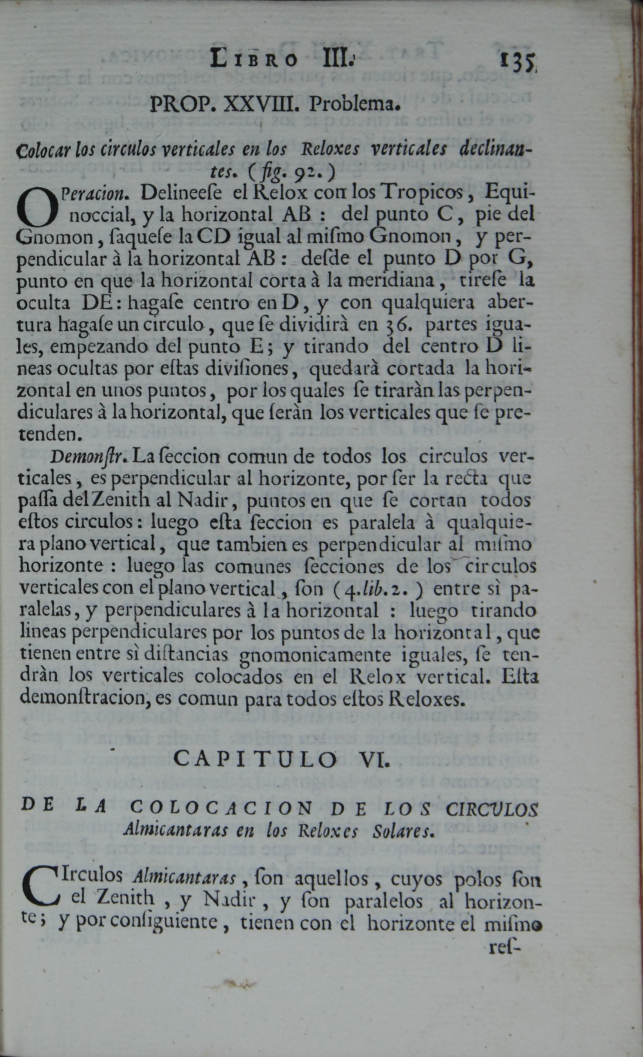 LIBRO III. 135
PROP. XXVIII. Problema.
Colocar los circulos verticales en los Reloxes verticales declinan-
tes. (fig. 92.)
OPeracion. Delineeſe el Relox con los Tropicos, Equi-
noccial, y la horizontal AB : del punto C, pie del
Gnomon, ſaqueſe la CD igual al miſmo Gnomon, y per-
pendicular à la horizontal AB : deſde el punto D por G,
punto en que la horizontal corta à la meridiana, tireſe la
oculta DE: hagaſe centro en D, y con qualquiera aber-
tura hagaſe un circulo, que ſe dividirà en 36. partes igua-
les, empezando del punto E; y tirando del centro D li-
neas ocultas por eſtas diviſiones, quedarà cortada la hori-
zontal en unos puntos, por los quales ſe tiraràn las perpen-
diculares à la horizontal, que ſeràn los verticales que ſe pre-
tenden.
Demonſtr. La ſeccion comun de todos los circulos ver-
ticales, es perpendicular al horizonte, por ſer la recta que
paſſa del Zenith al Nadir, puntos en que ſe cortan todos
eſtos circulos : luego eſta ſeccion es paralela à qualquie-
ra plano vertical, que tambien es perpendicular al miſmo
horizonte : luego las comunes ſecciones de los circulos
verticales con el plano vertical, ſon (4.lib.2.) entre sì pa-
ralelas, y perpendiculares à la horizontal : luego tirando
lineas perpendiculares por los puntos de la horizontal, que
tienen entre sì diſtancias gnomonicamente iguales, ſe ten-
dràn los verticales colocados en el Relox vertical. Eſta
demonſtracion, es comun para todos eſtos Reloxes.
CAPITULO VI.
DE LA COLOCACION DE LOS CIRCULOS
Almicantaras en los Reloxes Solares.
CIrculos Almicantaras, ſon aquellos, cuyos polos ſon
el Zenith, y Nadir, y ſon paralelos al horizon-
te; y por conſiguiente, tienen con el horizonte el miſmo
reſ-